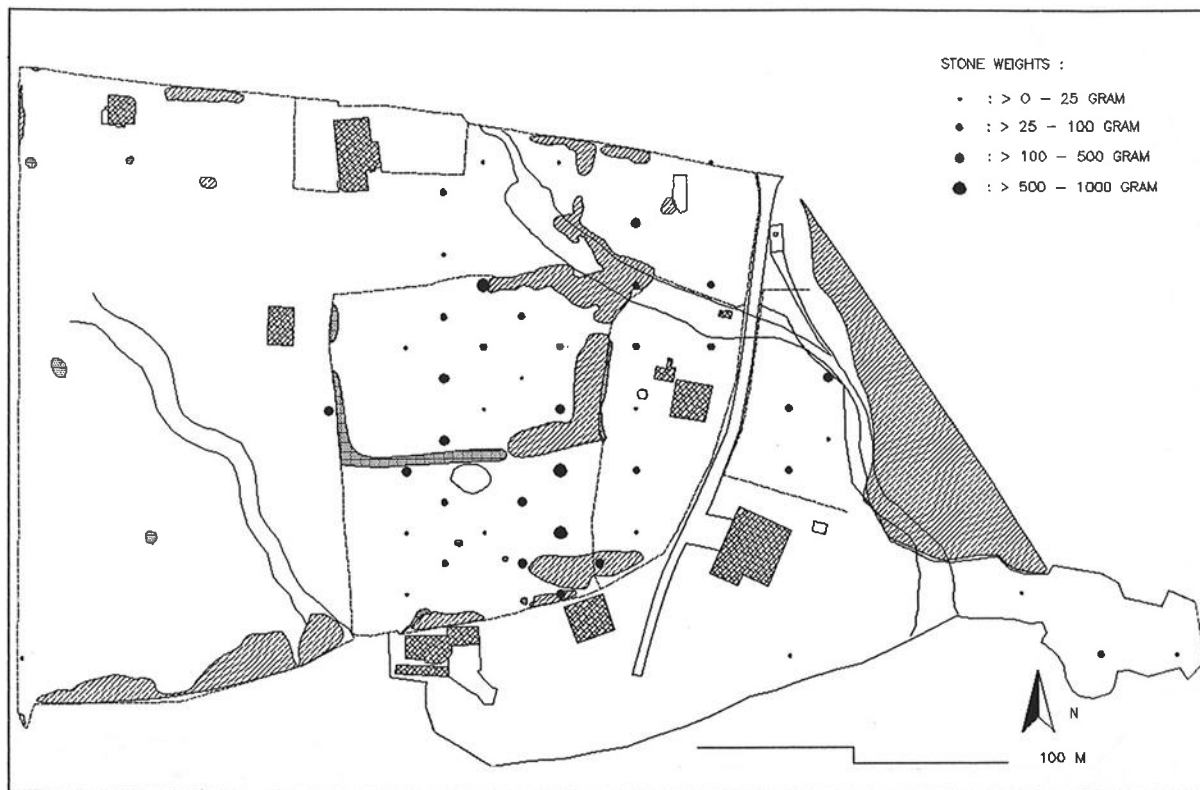 STONE WEIGHTS :
: > 0 – 25 GRAM
: > 25 – 100 GRAM
: > 100 – 500 GRAM
: > 500 – 1000 GRAM
N
100 M